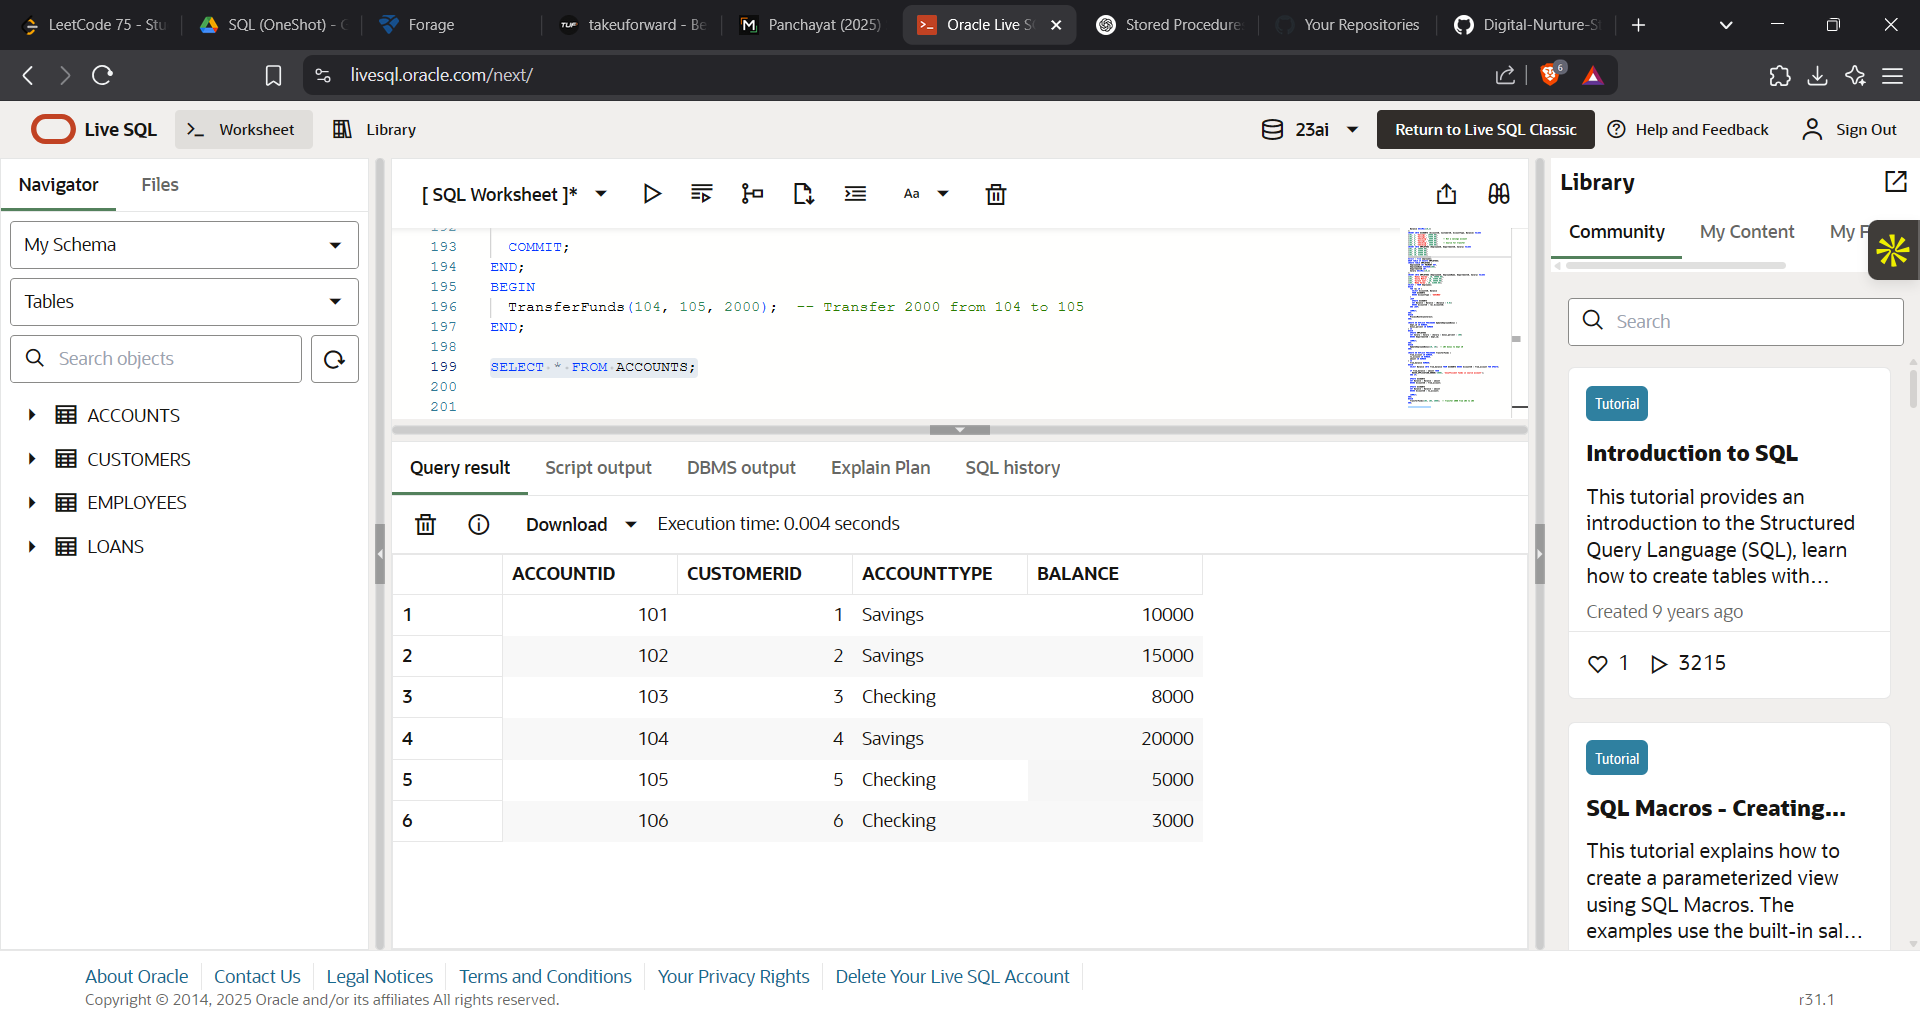 LeetCode 75 - Stu
SQL (OneShot) - G
Forage
TUF
takeuforward - Be
Panchayat (2025)
Oracle Live S
Stored Procedure
Your Repositories
Digital-Nurture-S
livesql.oracle.com/next/
6
Live SQL
Worksheet
Library
23ai
Return to Live SQL Classic
Help and Feedback
Sign Out
Navigator
Files
My Schema
Tables
Search objects
ACCOUNTS
CUSTOMERS
EMPLOYEES
LOANS
[ SQL Worksheet ]*
Aa
192
193 COMMIT;
194 END;
195 BEGIN
196 TransferFunds(104, 105, 2000); -- Transfer 2000 from 104 to 105
197 END;
198
199 SELECT * FROM ACCOUNTS;
200
201
Query result
Script output
DBMS output
Explain Plan
SQL history
Download
Execution time: 0.004 seconds
ACCOUNTID CUSTOMERID ACCOUNTTYPE BALANCE
1 101 1 Savings 10000
2 102 2 Savings 15000
3 103 3 Checking 8000
4 104 4 Savings 20000
5 105 5 Checking 5000
6 106 6 Checking 3000
Library
Community
My Content
My F
Search
Tutorial
Introduction to SQL
This tutorial provides an
introduction to the Structured
Query Language (SQL), learn
how to create tables with...
Created 9 years ago
1 3215
Tutorial
SQL Macros - Creating...
This tutorial explains how to
create a parameterized view
using SQL Macros. The
examples use the built-in sal...
About Oracle
Contact Us
Legal Notices
Terms and Conditions
Your Privacy Rights
Delete Your Live SQL Account
Copyright © 2014, 2025 Oracle and/or its affiliates All rights reserved.
r31.1